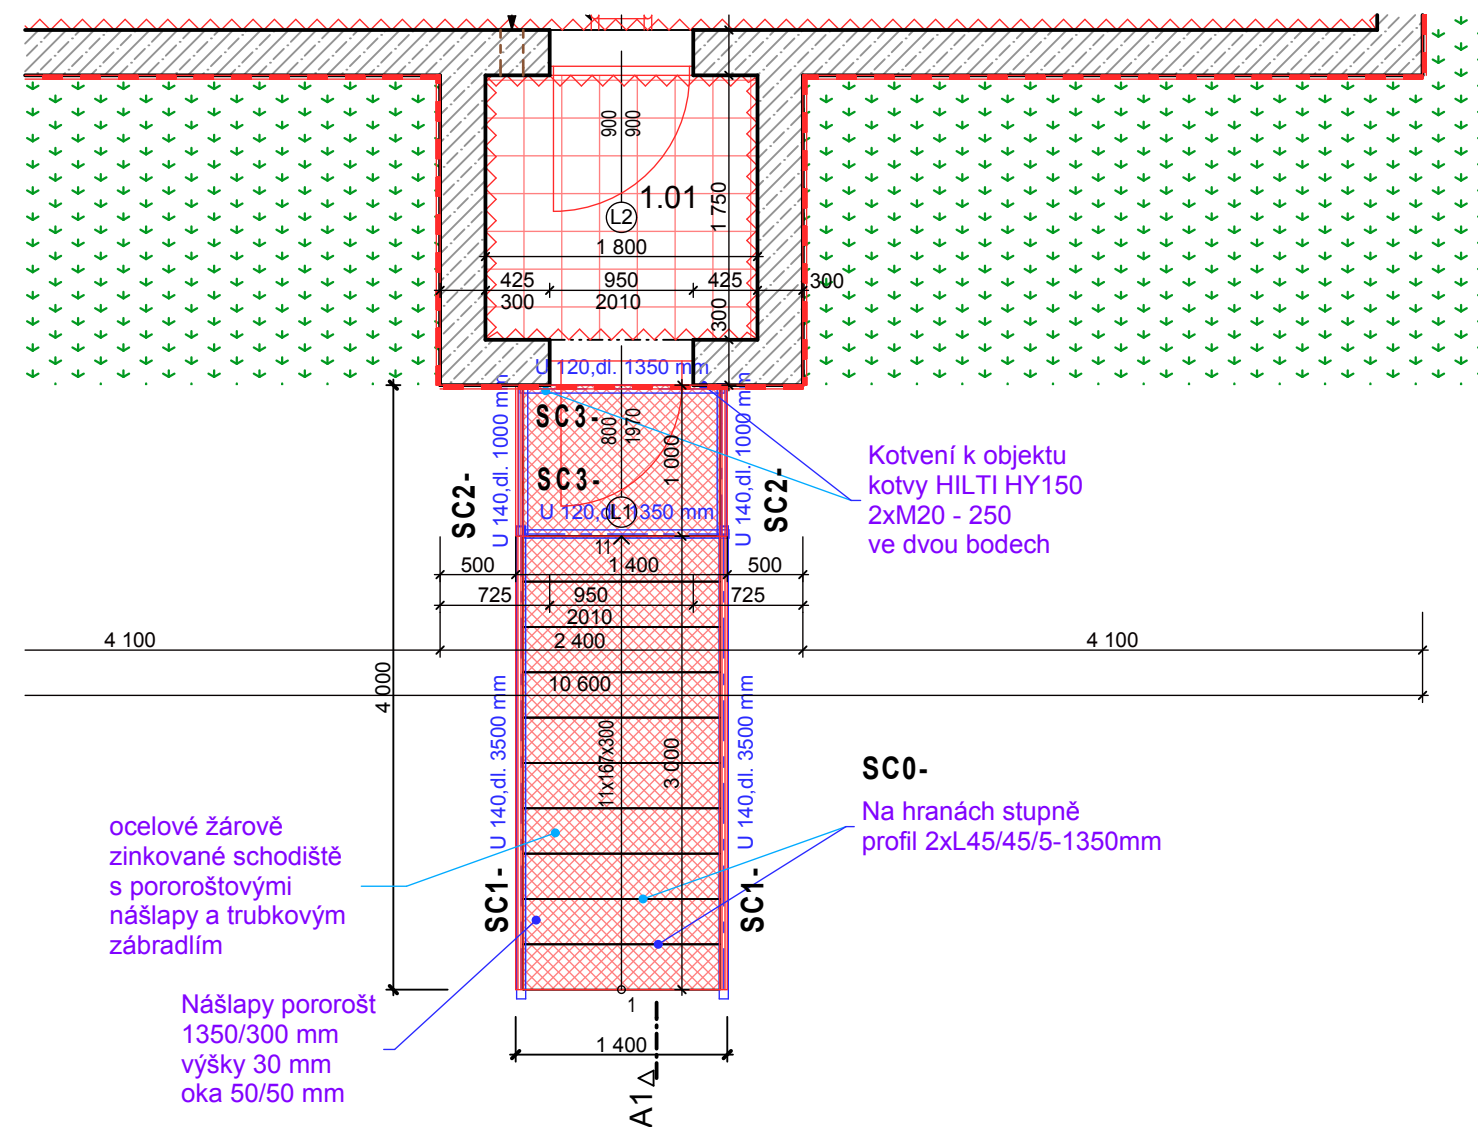 900
900
1.01
1 750
L2
1 800
425
950
425
300
300
2010
300
U 120,dl. 1350 mm
U 140,dl. 1000 mm
U 140,dl. 1000 mm
SC3-
800
1970
1 000
SC3-
SC2-
SC2-
U 120,dl. 1350 mm
L1
Kotvení k objektu
kotvy HILTI HY150
2xM20 - 250
ve dvou bodech
11
500
1 400
500
725
950
725
2010
4 100
2 400
4 100
4 000
10 600
U 140,dl. 3500 mm
11x167x300
3 000
U 140,dl. 3500 mm
SC0-
Na hranách stupně
profil 2xL45/45/5-1350mm
ocelové žárově
zinkované schodiště
s pororoštovými
nášlapy a trubkovým
zábradlím
SC1-
SC1-
Nášlapy pororošt
1350/300 mm
výšky 30 mm
oka 50/50 mm
1
1 400
A1